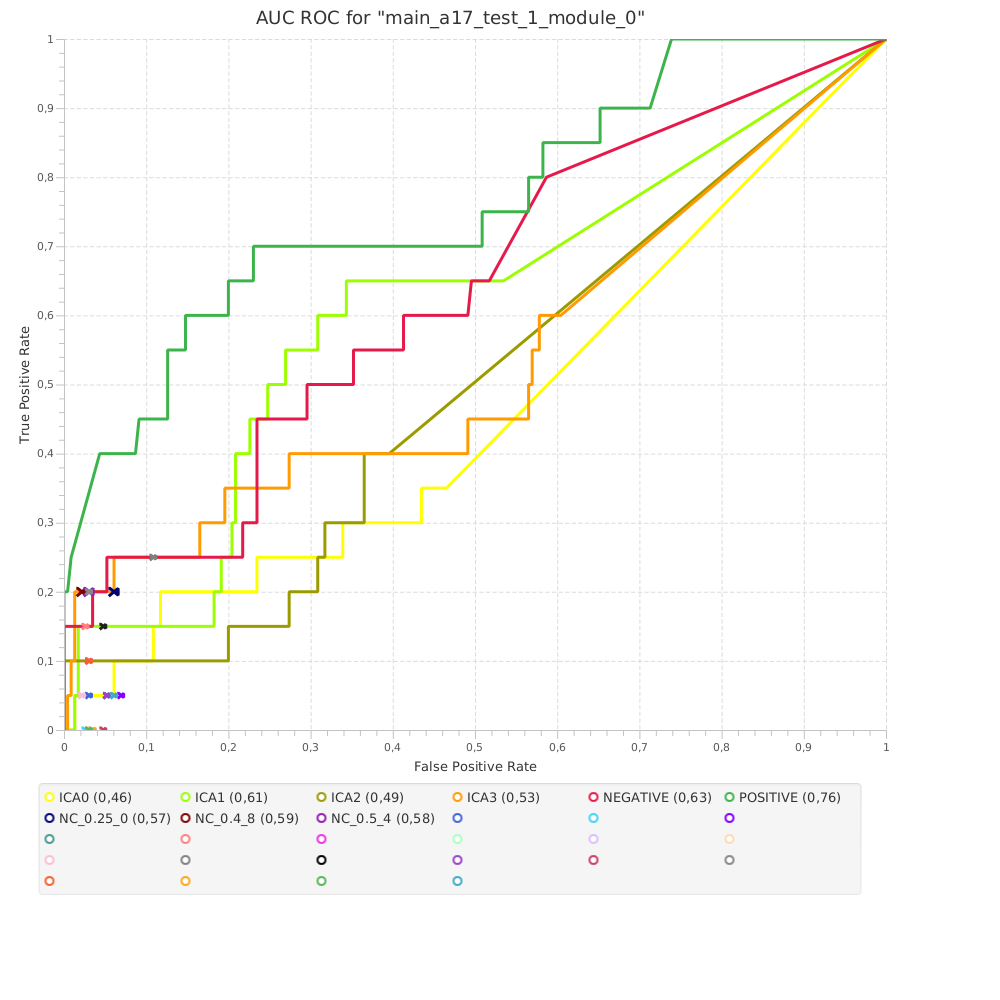 AUC ROC for "main_a17_test_1_module_0"
True Positive Rate
1
0,9
0,8
0,7
0,6
0,5
0,4
0,3
0,2
0,1
0
0 0,1 0,2 0,3 0,4 0,5 0,6 0,7 0,8 0,9 1
False Positive Rate
ICA0 (0,46) ICA1 (0,61) ICA2 (0,49) ICA3 (0,53) NEGATIVE (0,63) POSITIVE (0,76)
NC_0.25_0 (0,57) NC_0.4_8 (0,59) NC_0.5_4 (0,58)